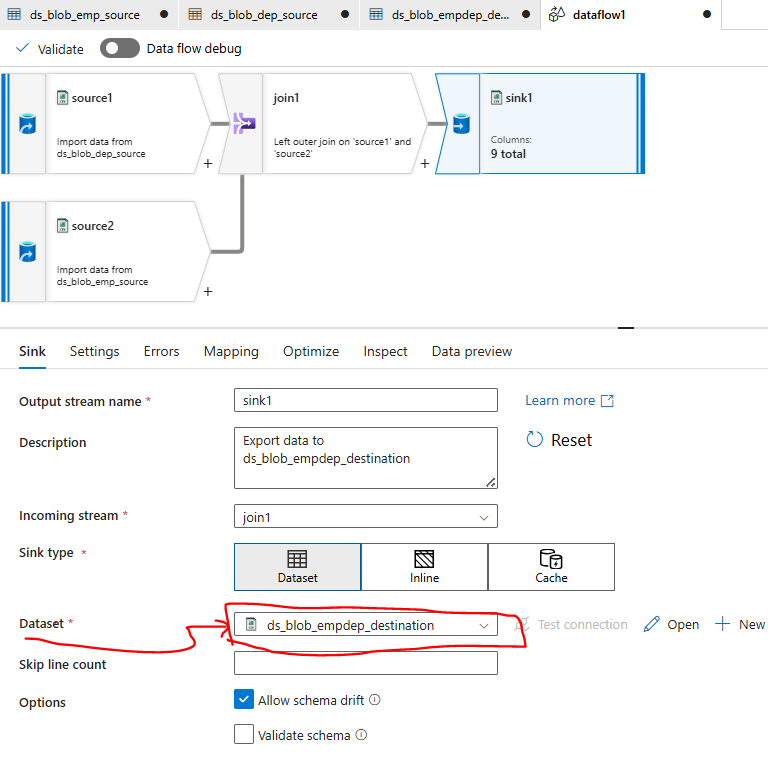 ds_blob_emp_source
ds_blob_dep_source
ds_blob_empdep_de...
dataflow1
Validate
Data flow debug
source1
Import data from
ds_blob_dep_source
+
join1
Left outer join on 'source1' and
'source2'
+
sink1
Columns:
9 total
source2
Import data from
ds_blob_emp_source
+
Sink
Settings
Errors
Mapping
Optimize
Inspect
Data preview
Output stream name *
sink1
Learn more
Description
Export data to
ds_blob_empdep_destination
Reset
Incoming stream *
join1
Sink type *
Dataset
Inline
Cache
Dataset *
ds_blob_empdep_destination
Test connection
Open
New
Skip line count
Options
Allow schema drift
Validate schema